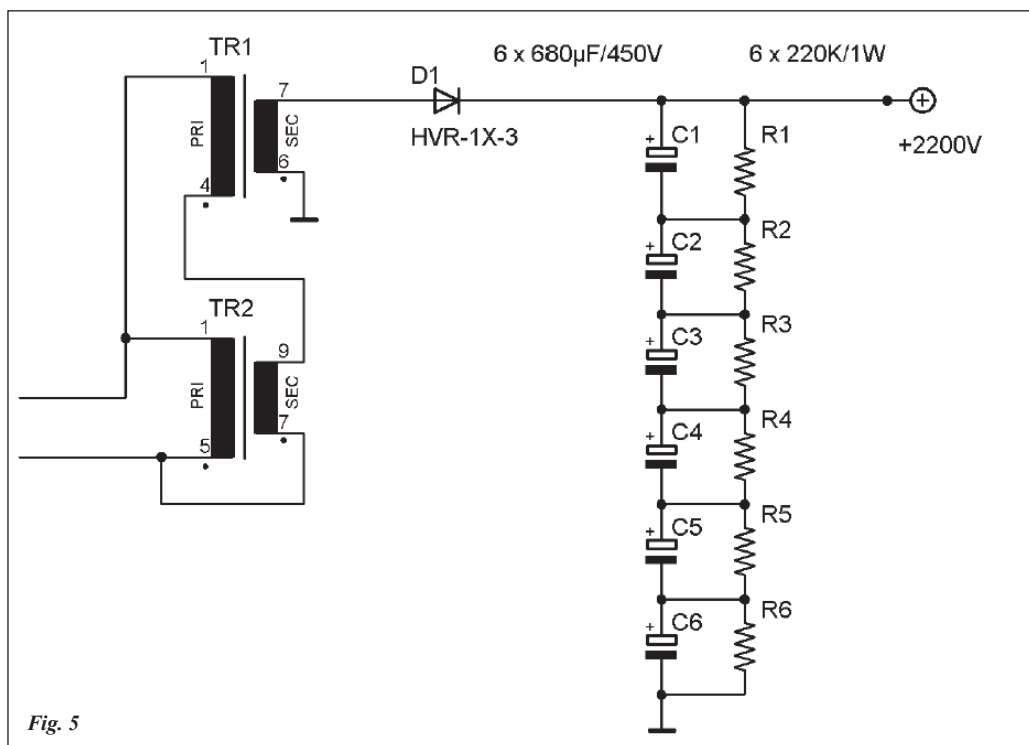 TR1
1
PRI
4
7
SEC
6
D1
HVR-1X-3
6 x 680µF/450V
6 x 220K/1W
+2200V
+
C1
R1
+
C2
R2
+
C3
R3
+
C4
R4
+
C5
R5
+
C6
R6
TR2
1
PRI
5
9
SEC
7
Fig. 5